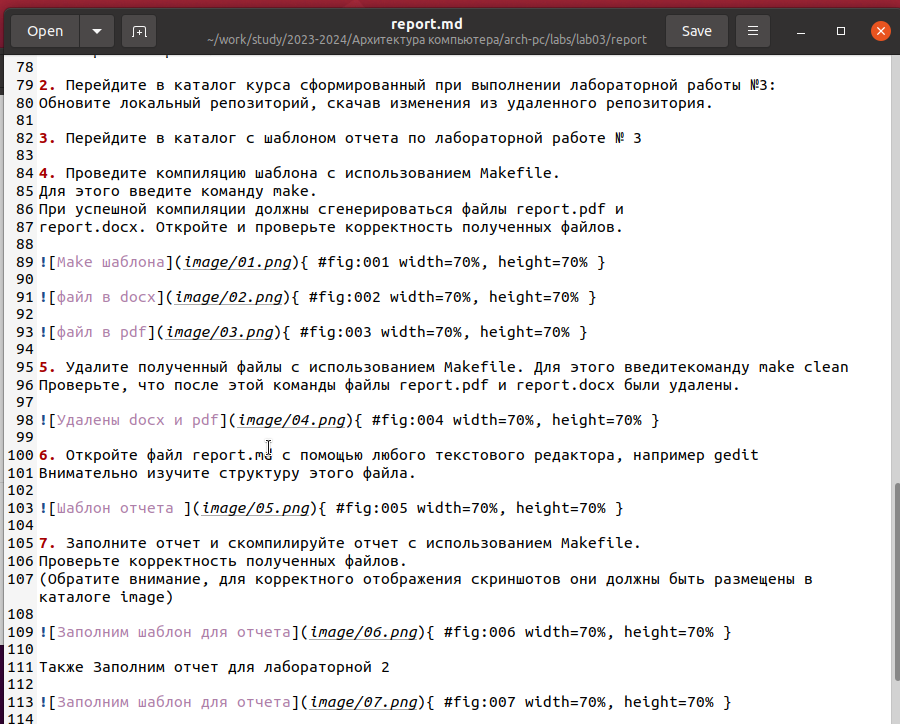 Open
report.md
~/work/study/2023-2024/Архитектура компьютера/arch-pc/labs/lab03/report
Save
78
79 2. Перейдите в каталог курса сформированный при выполнении лабораторной работы №3:
80 Обновите локальный репозиторий, скачав изменения из удаленного репозитория.
81
82 3. Перейдите в каталог с шаблоном отчета по лабораторной работе № 3
83
84 4. Проведите компиляцию шаблона с использованием Makefile.
85 Для этого введите команду make.
86 При успешной компиляции должны сгенерироваться файлы report.pdf и
87 report.docx. Откройте и проверьте корректность полученных файлов.
88
89 ![Make шаблона](image/01.png){ #fig:001 width=70%, height=70% }
90
91 ![файл в docx](image/02.png){ #fig:002 width=70%, height=70% }
92
93 ![файл в pdf](image/03.png){ #fig:003 width=70%, height=70% }
94
95 5. Удалите полученный файлы с использованием Makefile. Для этого введитекоманду make clean
96 Проверьте, что после этой команды файлы report.pdf и report.docx были удалены.
97
98 ![Удалены docx и pdf](image/04.png){ #fig:004 width=70%, height=70% }
99
100 6. Откройте файл report.md с помощью любого текстового редактора, например gedit
101 Внимательно изучите структуру этого файла.
102
103 ![Шаблон отчета ](image/05.png){ #fig:005 width=70%, height=70% }
104
105 7. Заполните отчет и скомпилируйте отчет с использованием Makefile.
106 Проверьте корректность полученных файлов.
107 (Обратите внимание, для корректного отображения скриншотов они должны быть размещены в
каталоге image)
108
109 ![Заполним шаблон для отчета](image/06.png){ #fig:006 width=70%, height=70% }
110
111 Также Заполним отчет для лабораторной 2
112
113 ![Заполним шаблон для отчета](image/07.png){ #fig:007 width=70%, height=70% }
114